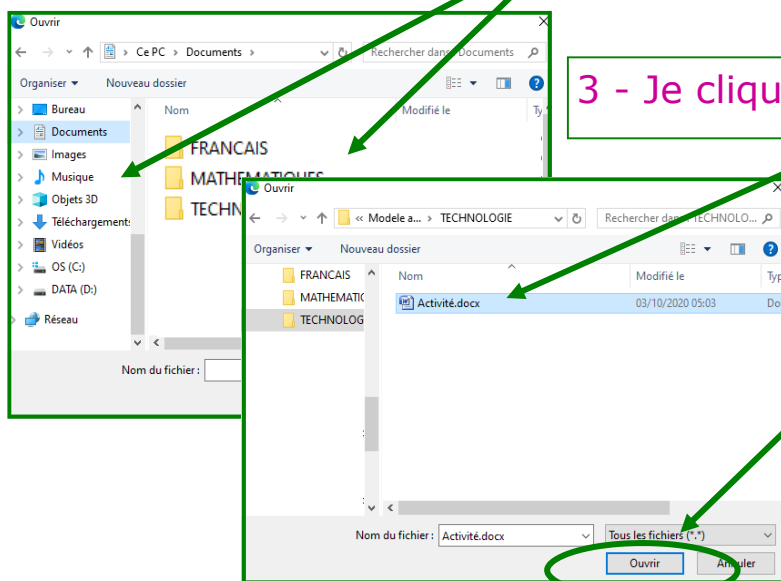 Ouvrir
Ce PC > Documents >
Rechercher dans Documents
Organiser
Nouveau dossier
Bureau
Documents
Images
Musique
Objets 3D
Téléchargements
Vidéos
OS (C:)
DATA (D:)
Réseau
Nom
Modifié le
Ty
FRANCAIS
MATHEMATIQUES
TECHN
Nom du fichier :
3 - Je cliqu
Ouvrir
« Modele a... > TECHNOLOGIE
Rechercher dans TECHNOLO...
Organiser
Nouveau dossier
FRANCAIS
MATHEMATIC
TECHNOLOG
Nom
Modifié le
Typ
Activité.docx
03/10/2020 05:03
Do
Nom du fichier :
Activité.docx
Tous les fichiers (*.*)
Ouvrir
Annuler